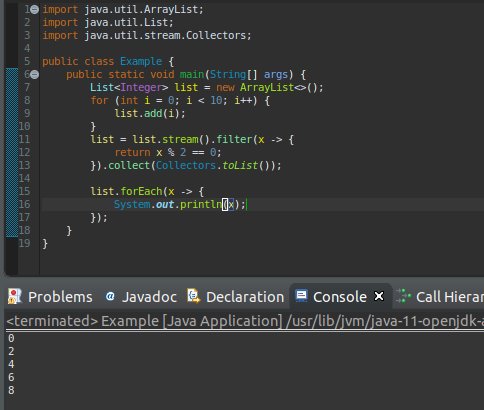 1 import java.util.ArrayList;
2 import java.util.List;
3 import java.util.stream.Collectors;
4
5 public class Example {
6     public static void main(String[] args) {
7         List<Integer> list = new ArrayList<>();
8         for (int i = 0; i < 10; i++) {
9             list.add(i);
10         }
11         list = list.stream().filter(x -> {
12             return x % 2 == 0;
13         }).collect(Collectors.toList());
14
15         list.forEach(x -> {
16             System.out.println(x);
17         });
18     }
19 }
Problems @ Javadoc Declaration Console Call Hierar
<terminated> Example [Java Application] /usr/lib/jvm/java-11-openjdk-a
0
2
4
6
8